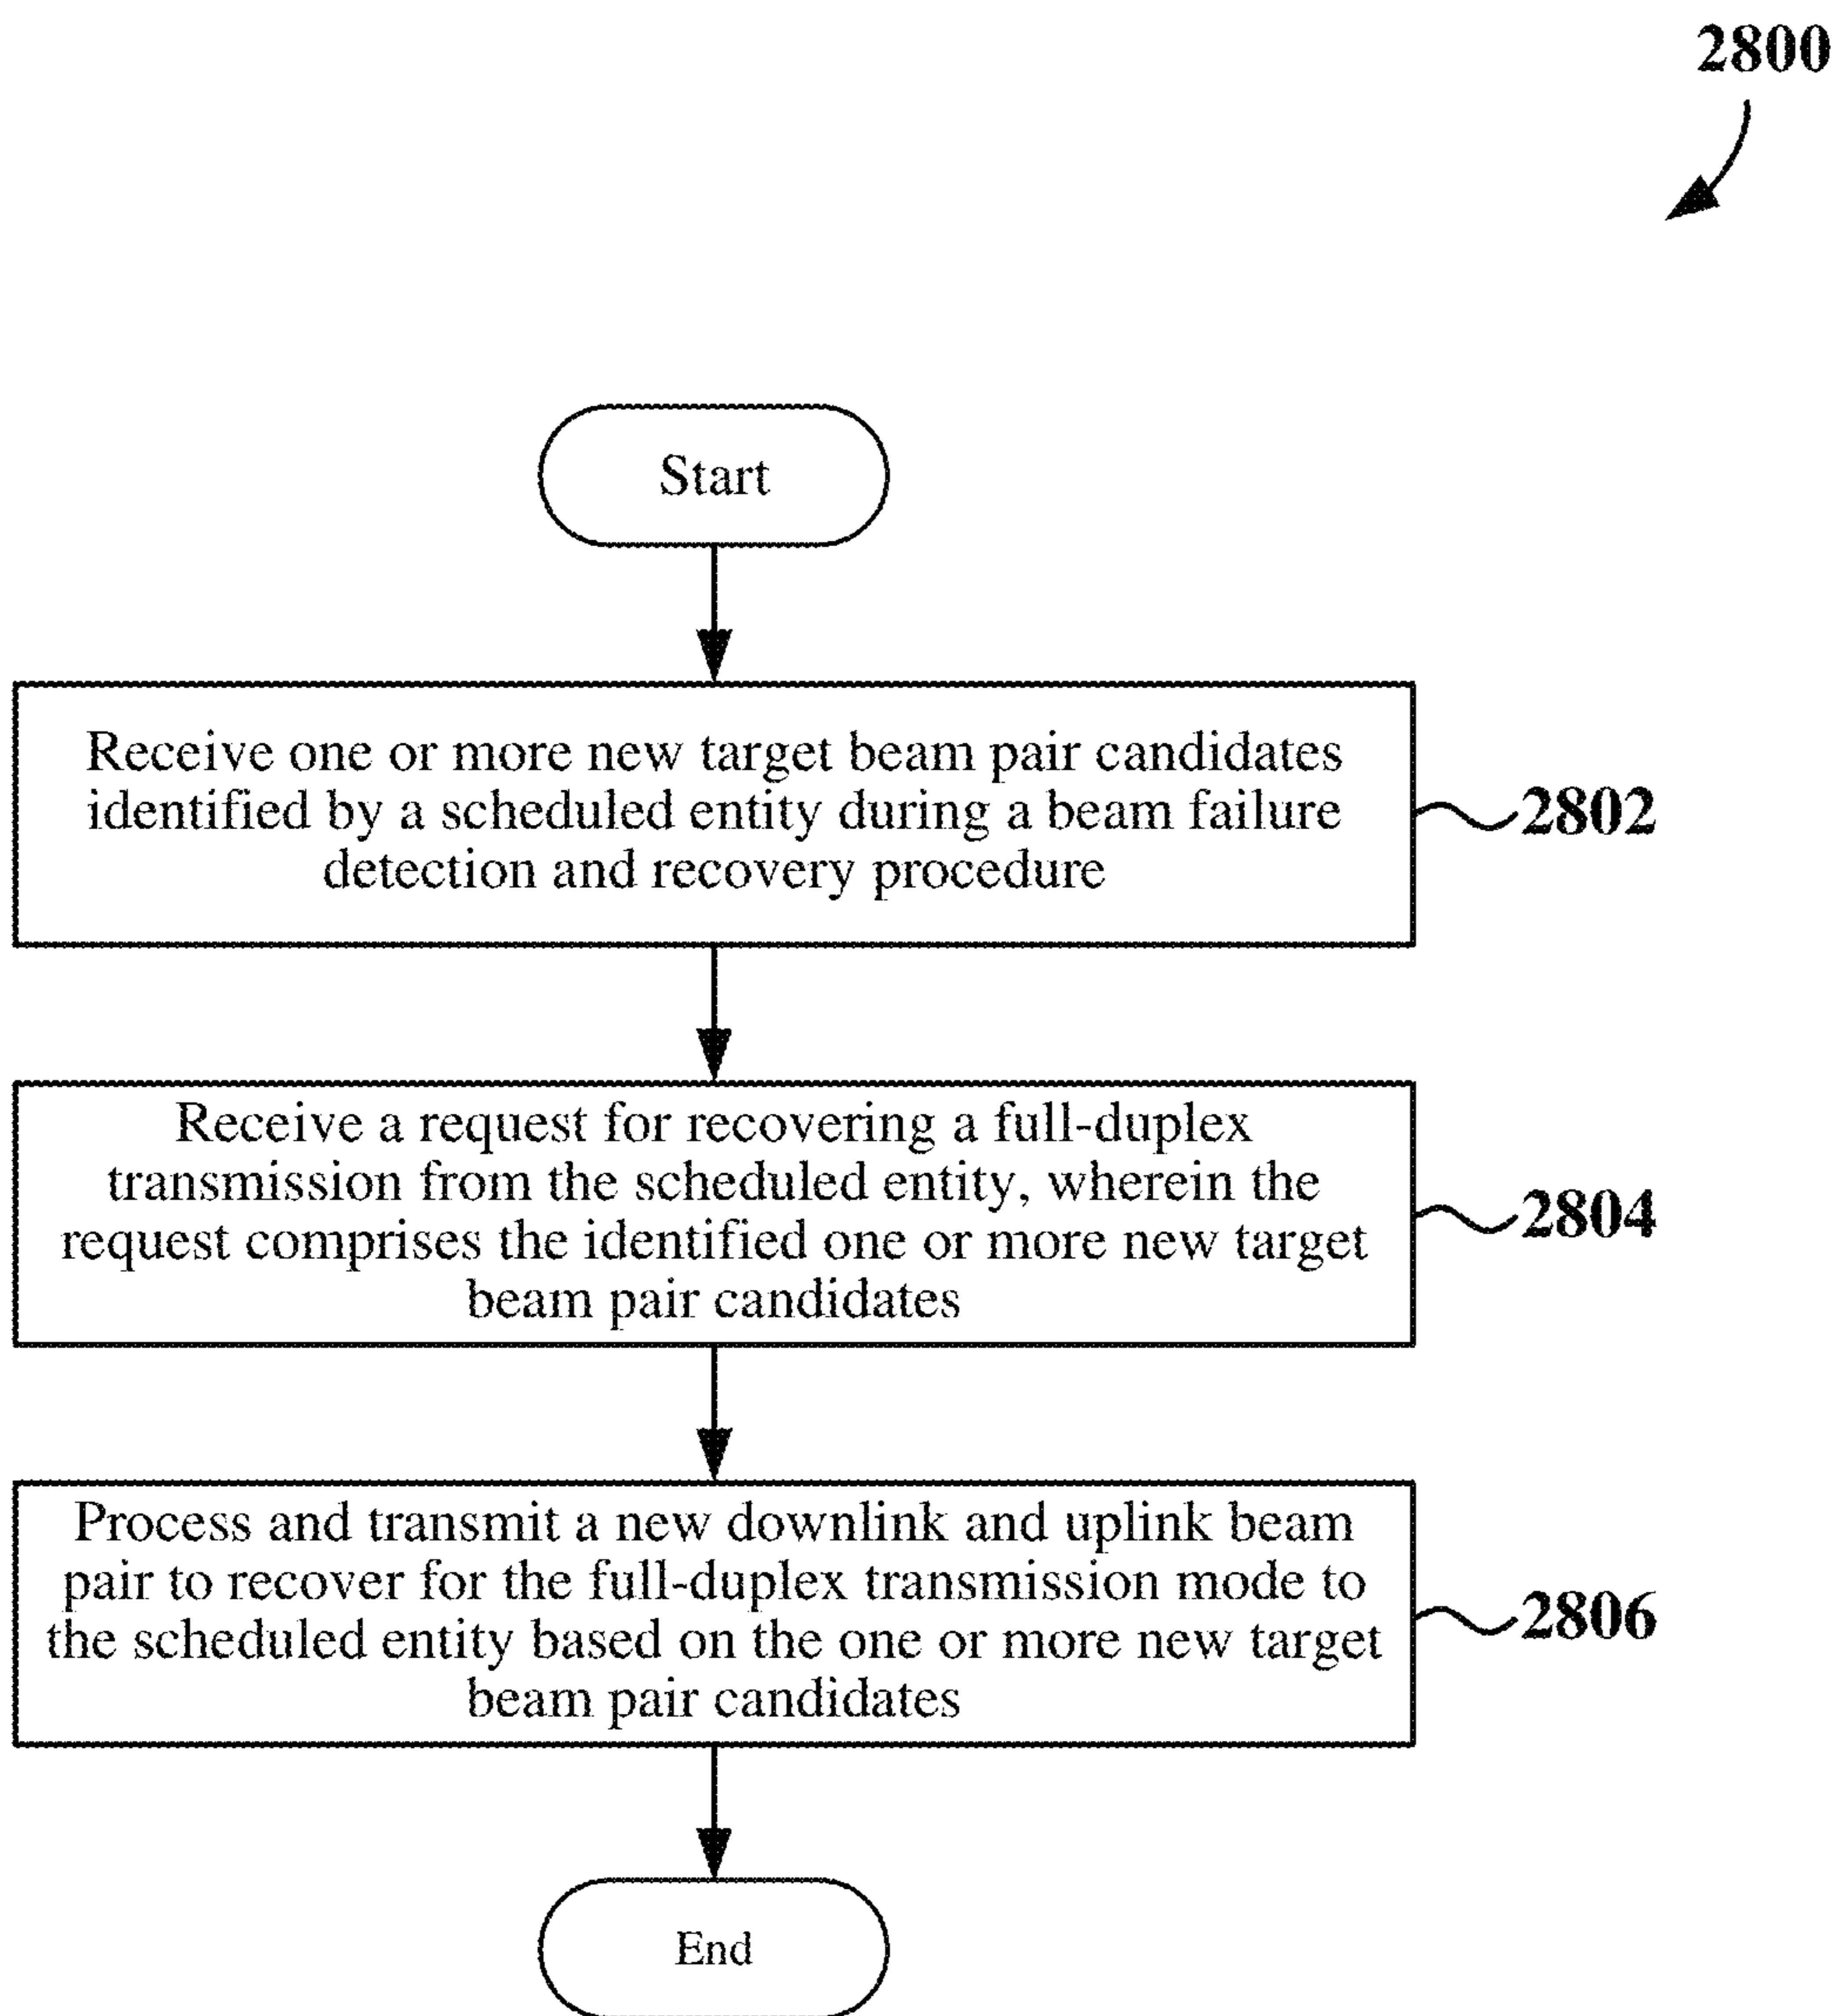 2800
Start
Receive one or more new target beam pair candidates
identified by a scheduled entity during a beam failure
detection and recovery procedure
2802
Receive a request for recovering a full-duplex
transmission from the scheduled entity, wherein the
request comprises the identified one or more new target
beam pair candidates
2804
Process and transmit a new downlink and uplink beam
pair to recover for the full-duplex transmission mode to
the scheduled entity based on the one or more new target
beam pair candidates
2806
End